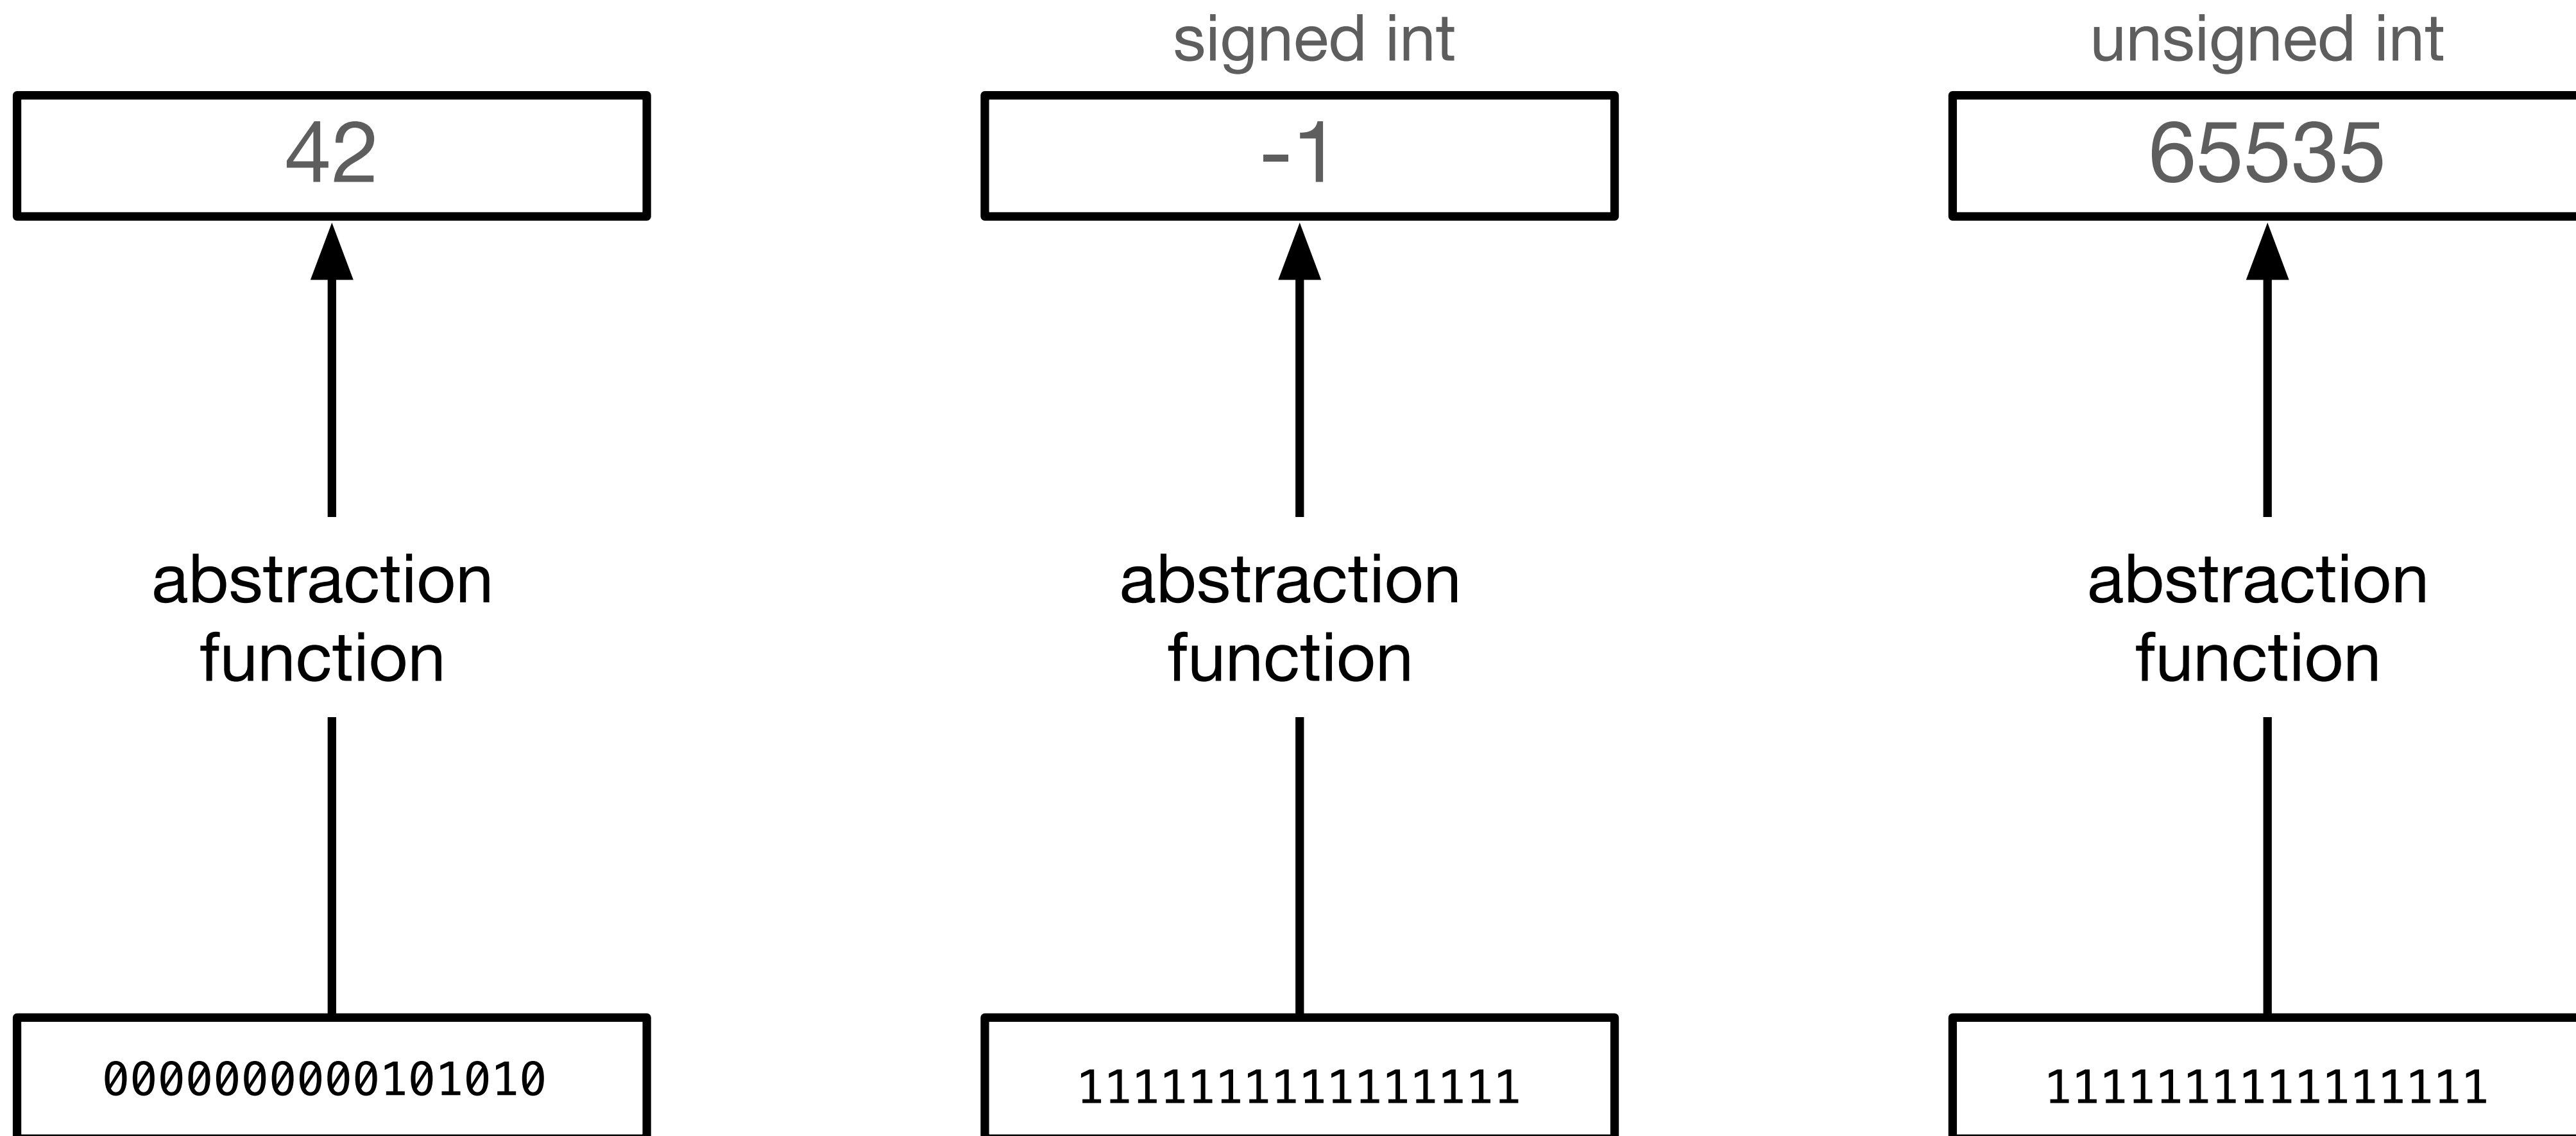 signed int
unsigned int
42
-1
65535
abstraction
function
abstraction
function
abstraction
function
0000000000101010
1111111111111111
1111111111111111